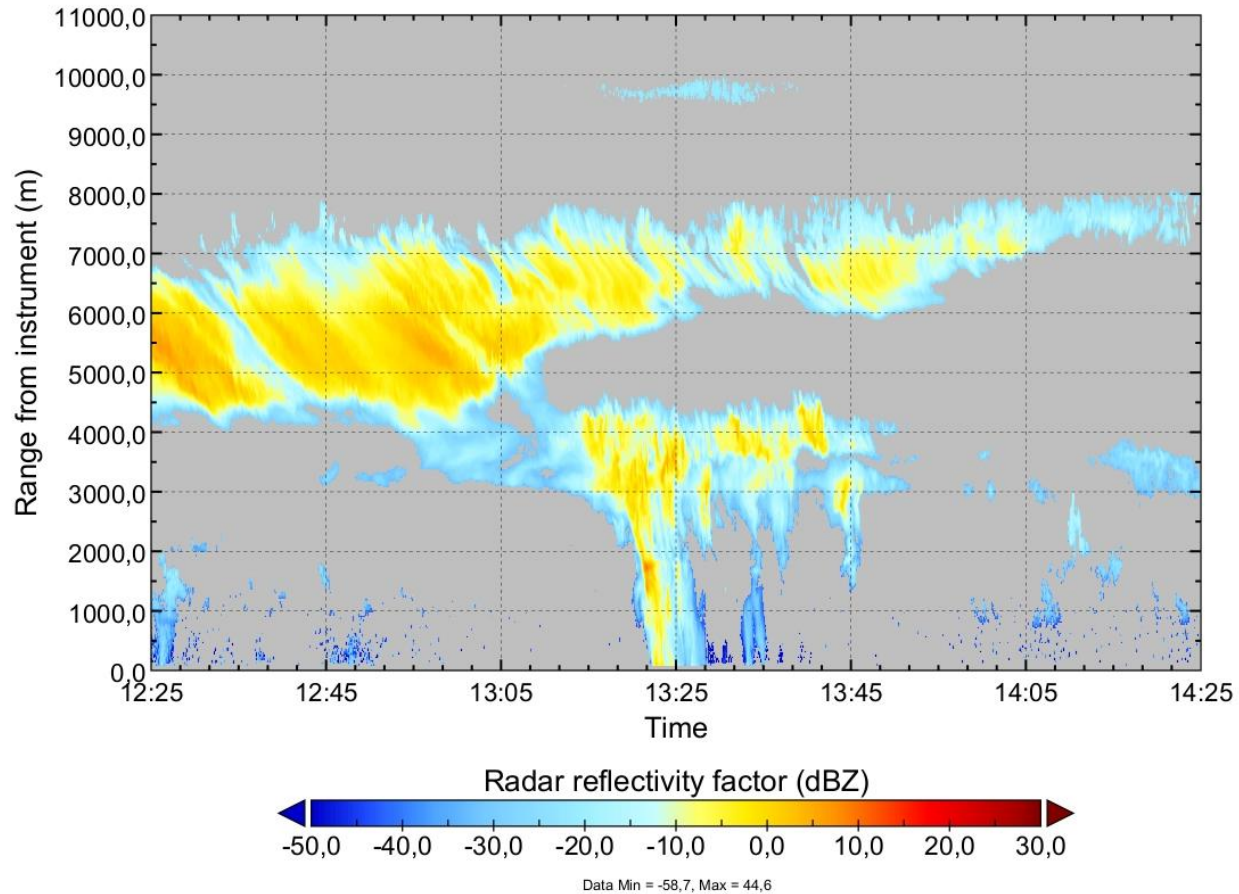 11000,0
10000,0
9000,0
8000,0
7000,0
6000,0
5000,0
4000,0
3000,0
2000,0
1000,0
0,0
Range from instrument (m)
12:25 12:45 13:05 13:25 13:45 14:05 14:25
Time
Radar reflectivity factor (dBZ)
-50,0 -40,0 -30,0 -20,0 -10,0 0,0 10,0 20,0 30,0
Data Min = -58,7, Max = 44,6